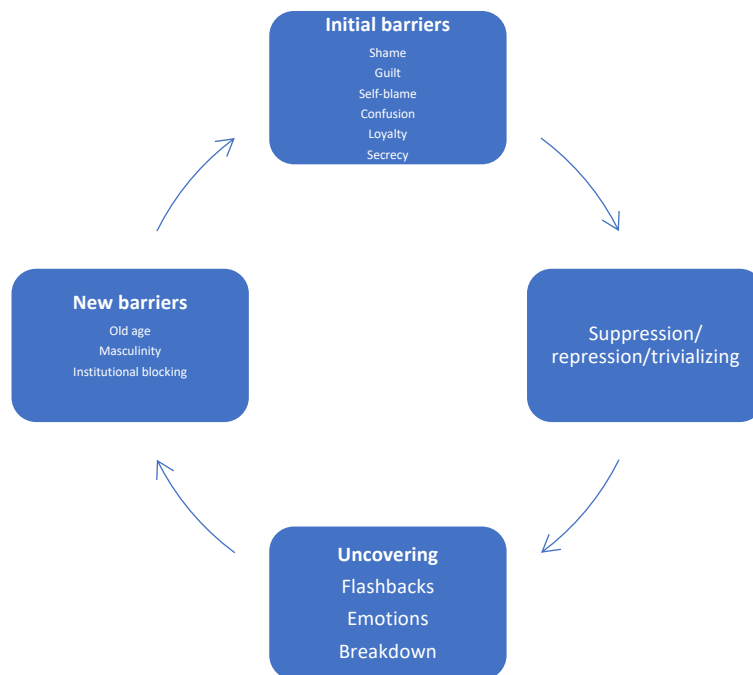 Initial barriers
Shame
Guilt
Self-blame
Confusion
Loyalty
Secrecy
Suppression/
repression/trivializing
Uncovering
Flashbacks
Emotions
Breakdown
New barriers
Old age
Masculinity
Institutional blocking